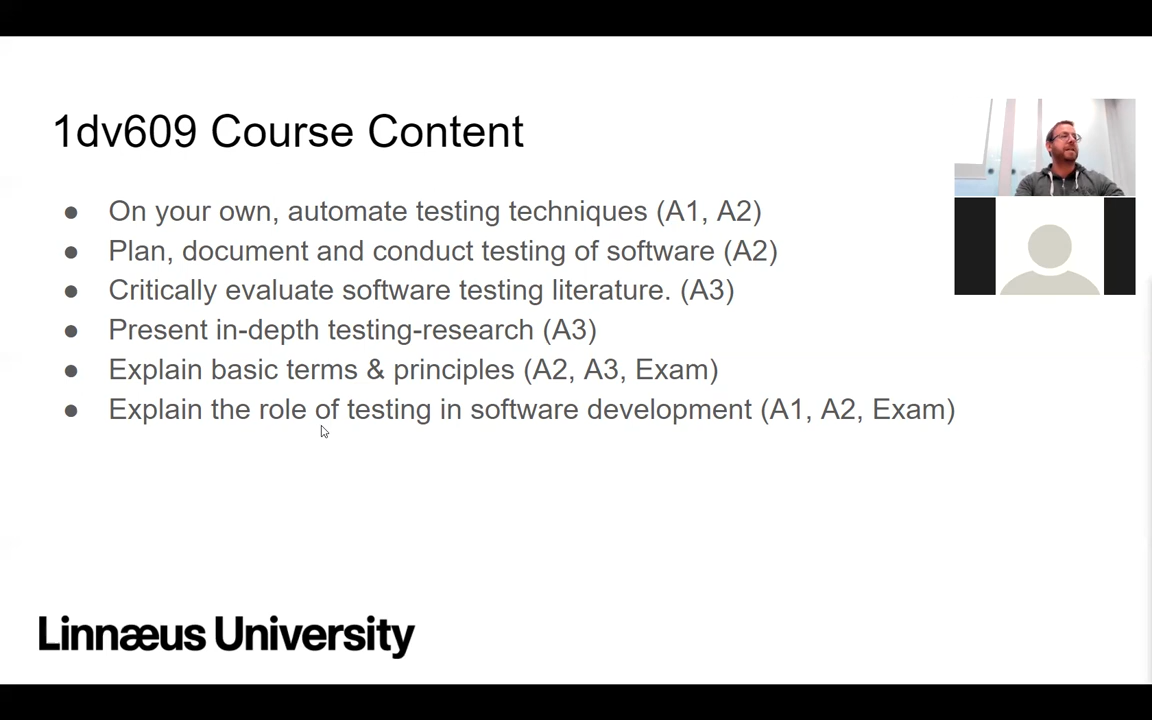 1dv609 Course Content
● On your own, automate testing techniques (A1, A2)
● Plan, document and conduct testing of software (A2)
● Critically evaluate software testing literature. (A3)
● Present in-depth testing-research (A3)
● Explain basic terms & principles (A2, A3, Exam)
● Explain the role of testing in software development (A1, A2, Exam)
Linnæus University